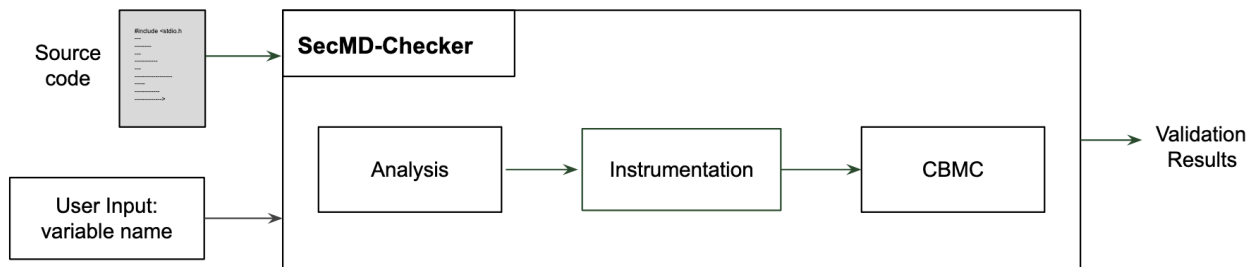 Source
code
#include <stdio.h
SecMD-Checker
Analysis
Instrumentation
CBMC
User Input:
variable name
Validation
Results